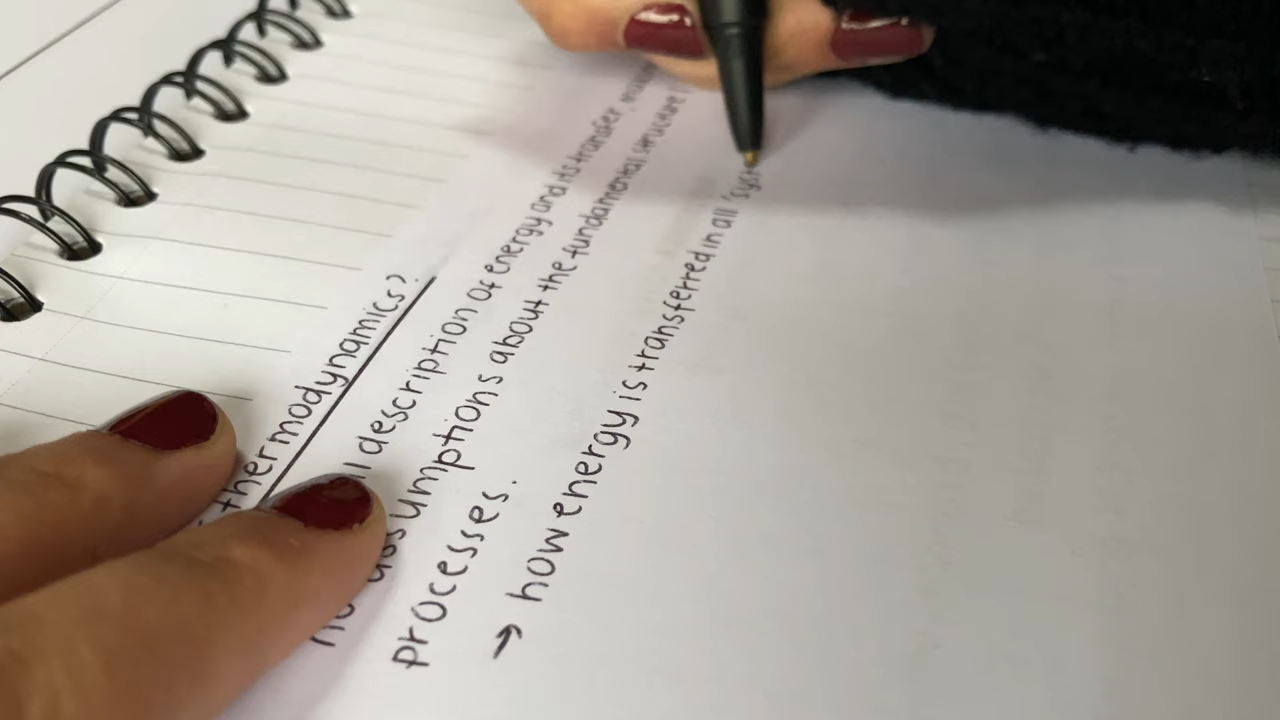 thermodynamics?
description of energy and its transfer
assumptions about the fundamental structure
processes.
→ how energy is transferred in all 'syst